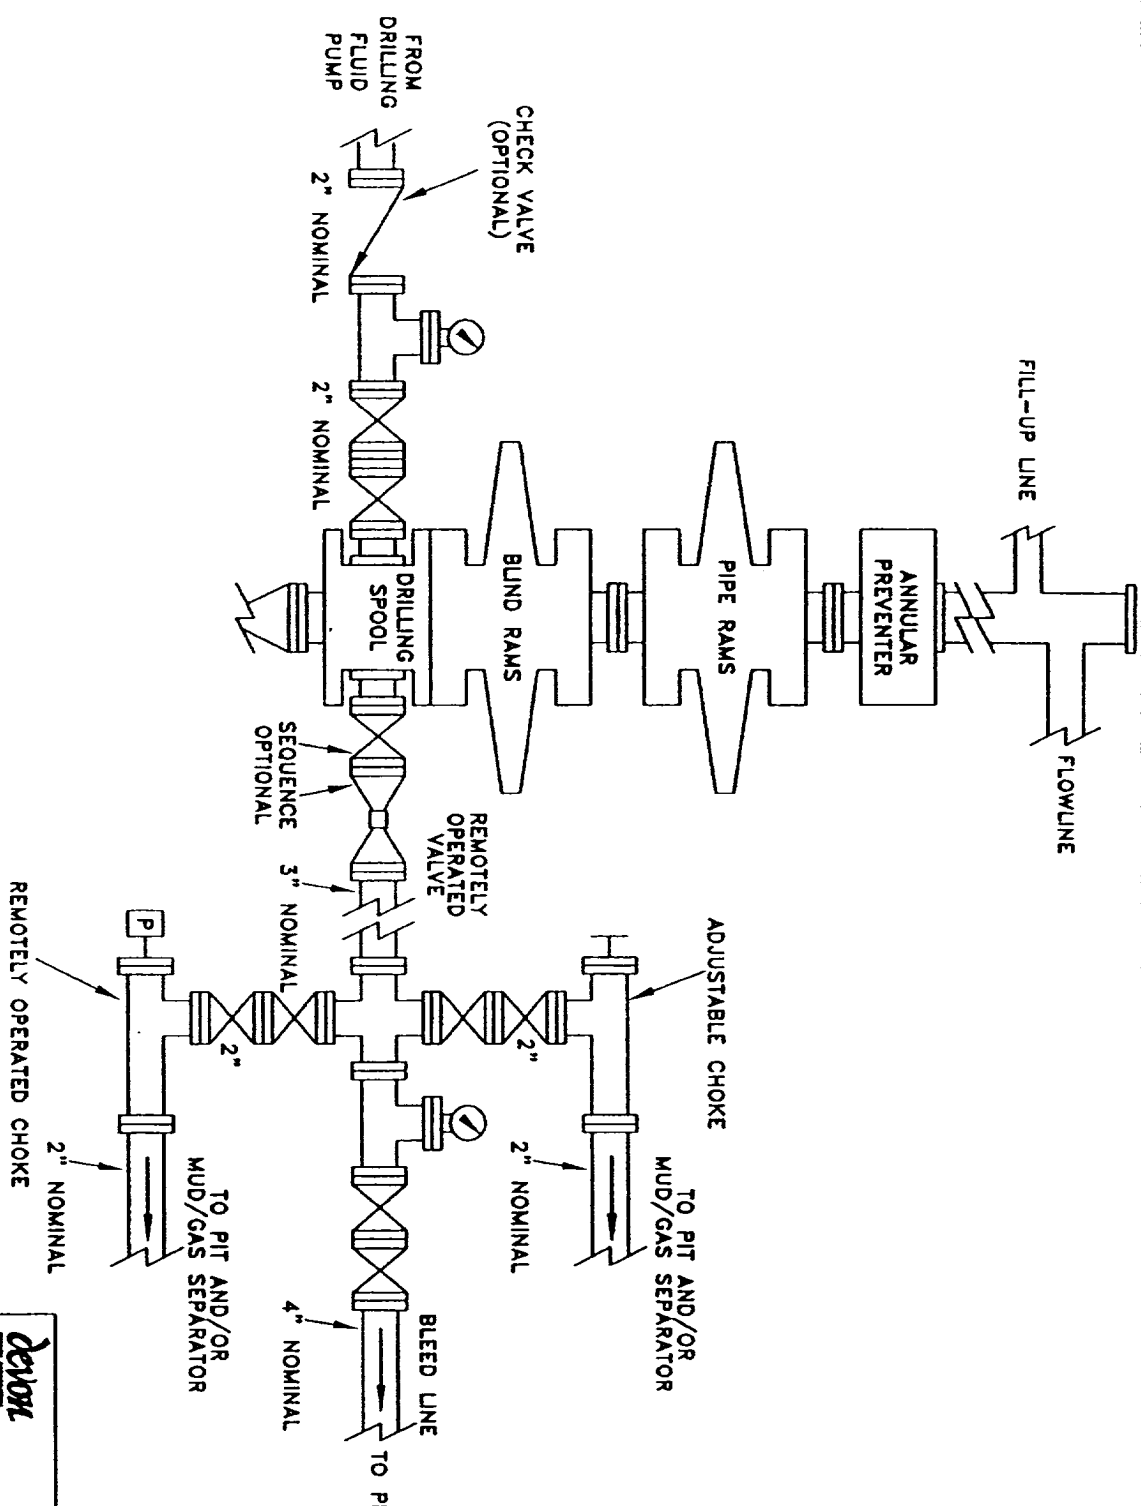 FROM
DRILLING
FLUID
PUMP
CHECK VALVE
(OPTIONAL)
2" NOMINAL
2" NOMINAL
FILL-UP LINE
FLOWLINE
ANNULAR
PREVENTER
PIPE RAMS
BLIND RAMS
DRILLING
SPOOL
SEQUENCE
OPTIONAL
REMOTELY
OPERATED
VALVE
3" NOMINAL
ADJUSTABLE CHOKE
2"
2" NOMINAL
TO PIT AND/OR
MUD/GAS SEPARATOR
BLEED LINE
4" NOMINAL
TO
P
2"
REMOTELY OPERATED CHOKE
2" NOMINAL
TO PIT AND/OR
MUD/GAS SEPARATOR
devon